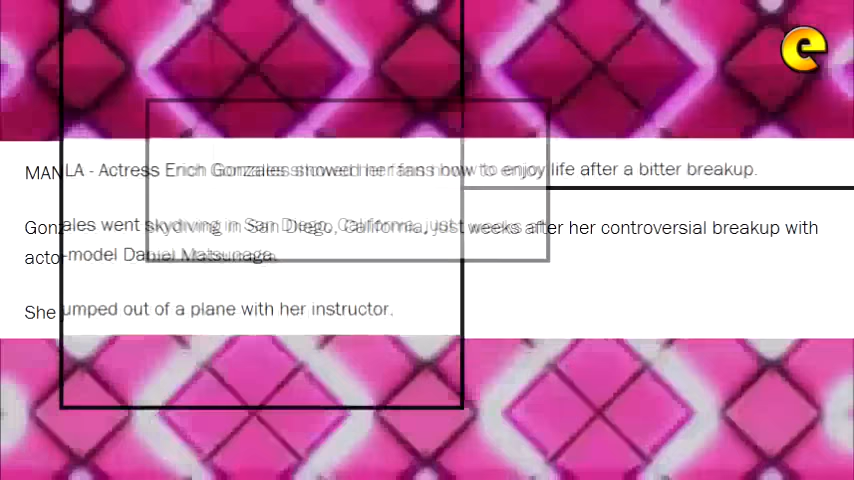 e
MANILA - Actress Erich Gonzales showed her fans how to enjoy life after a bitter breakup.
Gonzales went skydiving in San Diego, California, just weeks after her controversial breakup with
actor-model Daniel Matsunaga.
She jumped out of a plane with her instructor.